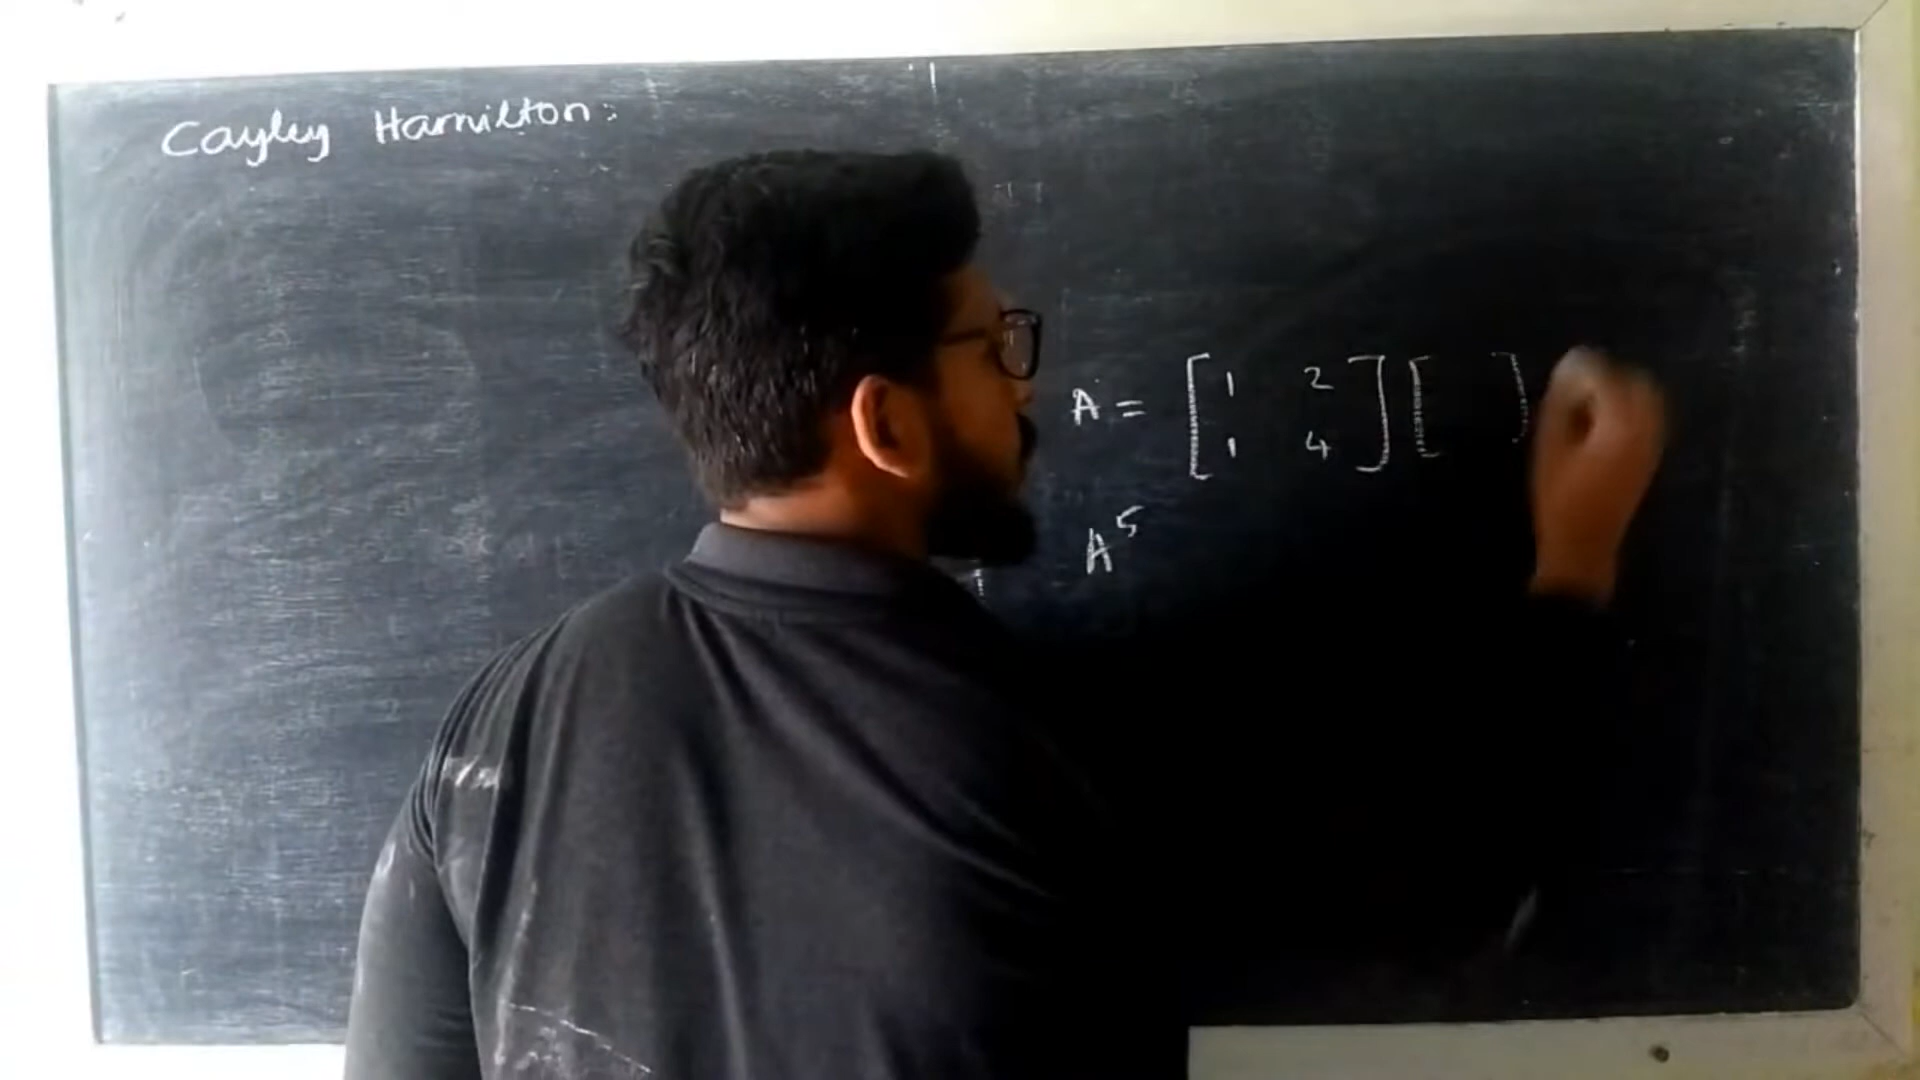 Cayley Hamilton:
A = [ 1 2 ] [ ]
[ 1 4 ]
A⁵